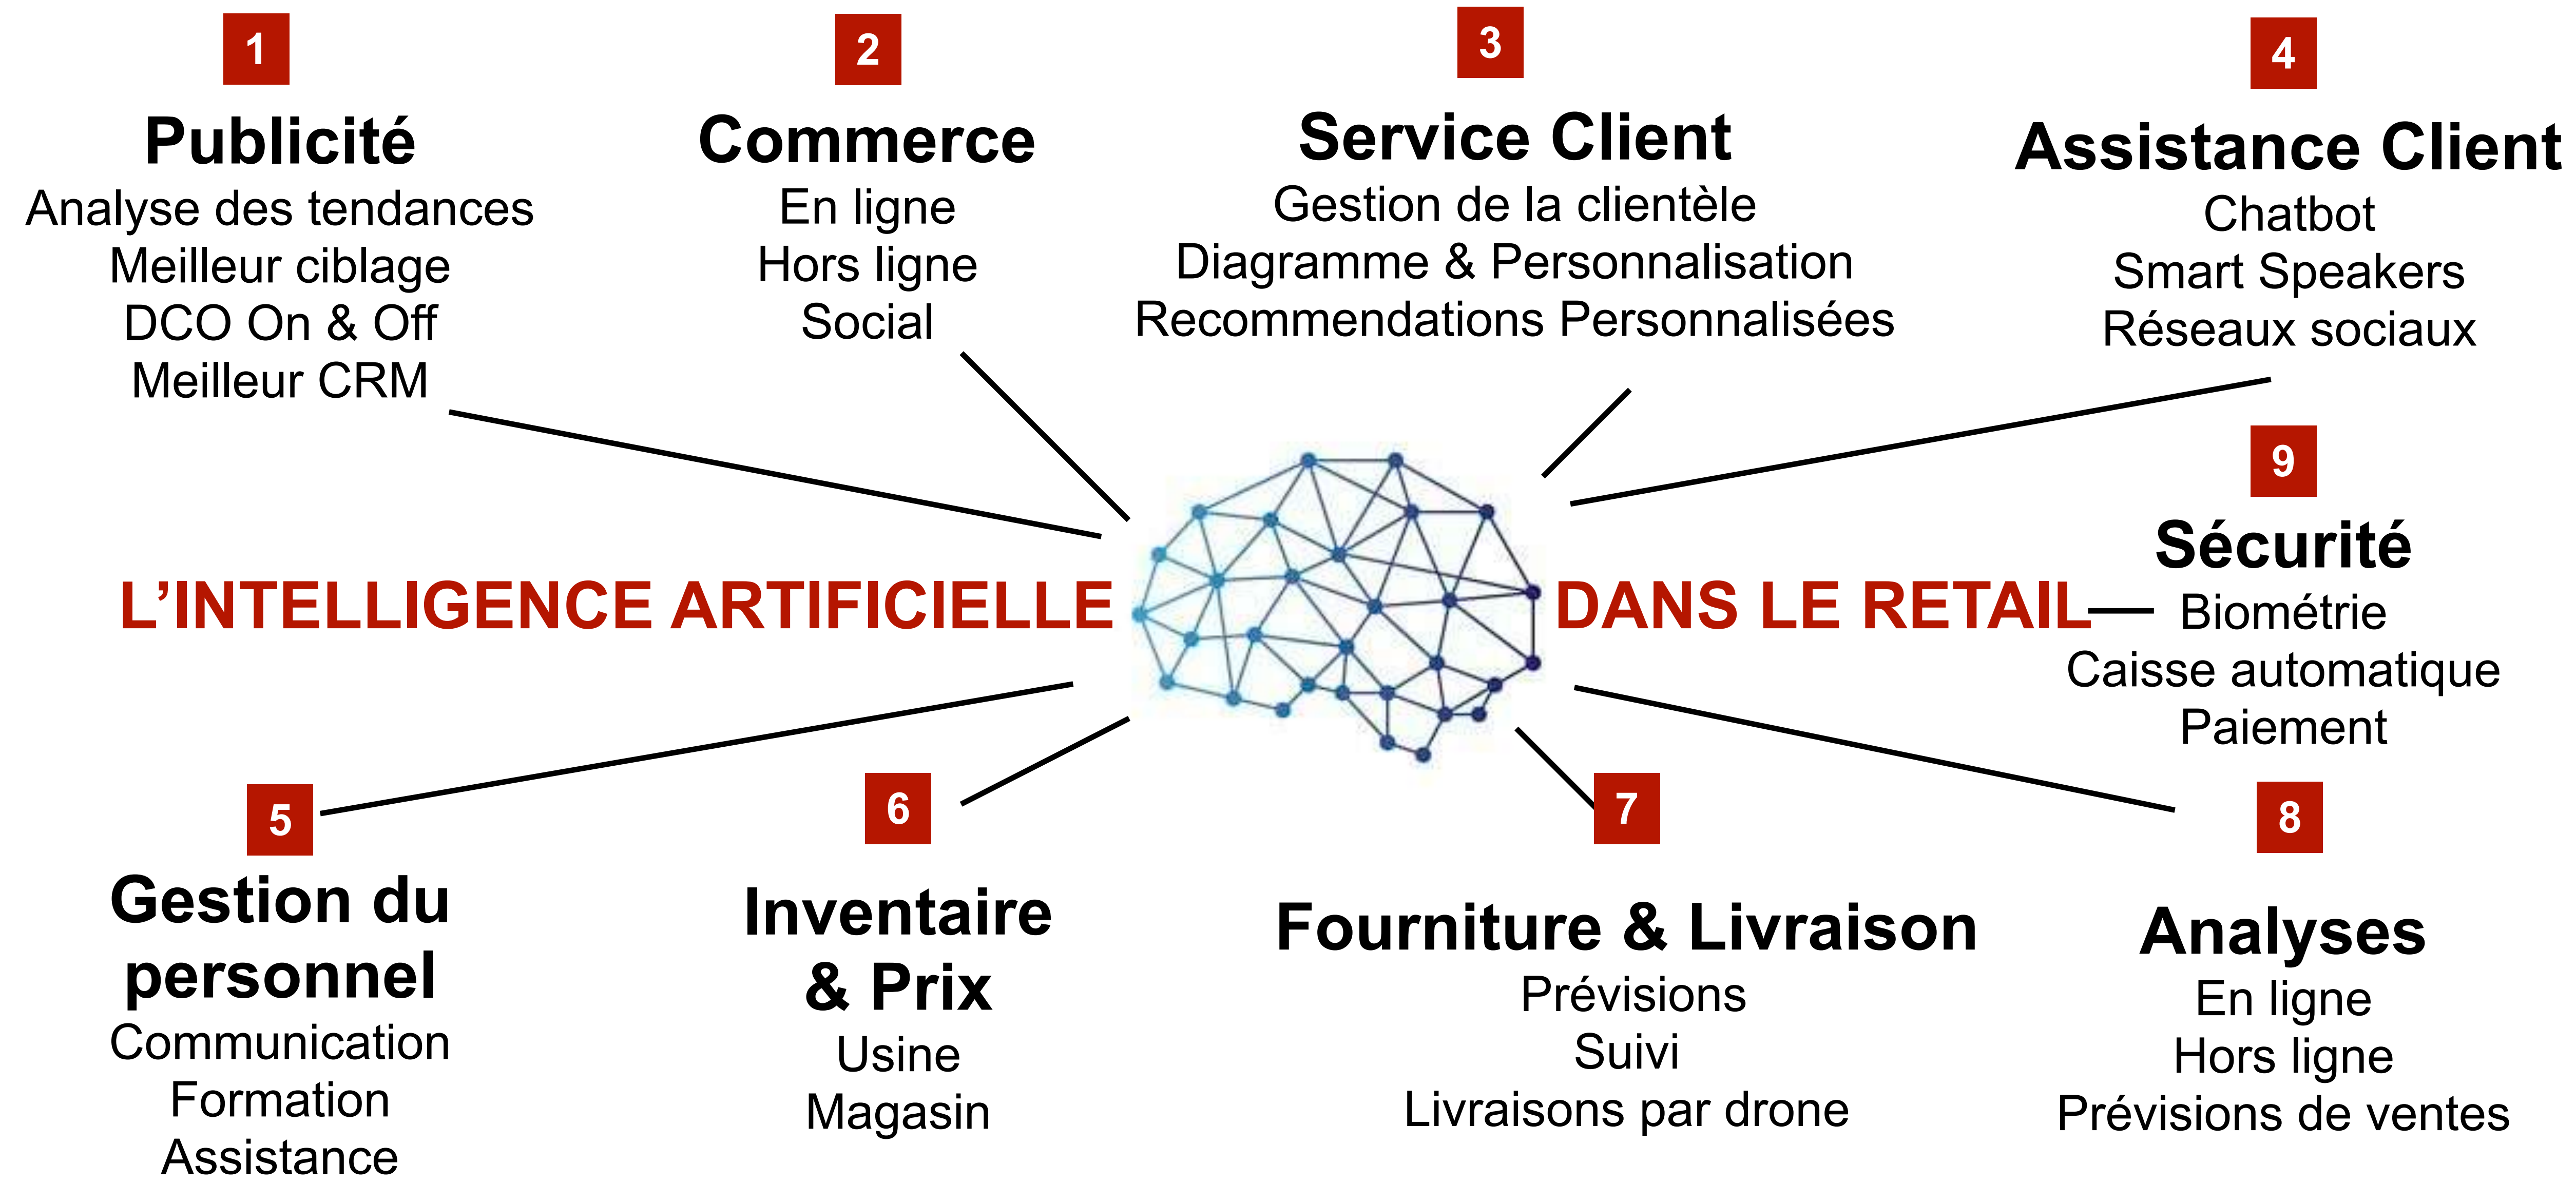 1
Publicité
Analyse des tendances
Meilleur ciblage
DCO On & Off
Meilleur CRM
2
Commerce
En ligne
Hors ligne
Social
3
Service Client
Gestion de la clientèle
Diagramme & Personnalisation
Recommendations Personnalisées
4
Assistance Client
Chatbot
Smart Speakers
Réseaux sociaux
L’INTELLIGENCE ARTIFICIELLE DANS LE RETAIL
9
Sécurité
Biométrie
Caisse automatique
Paiement
5
Gestion du
personnel
Communication
Formation
Assistance
6
Inventaire
& Prix
Usine
Magasin
7
Fourniture & Livraison
Prévisions
Suivi
Livraisons par drone
8
Analyses
En ligne
Hors ligne
Prévisions de ventes